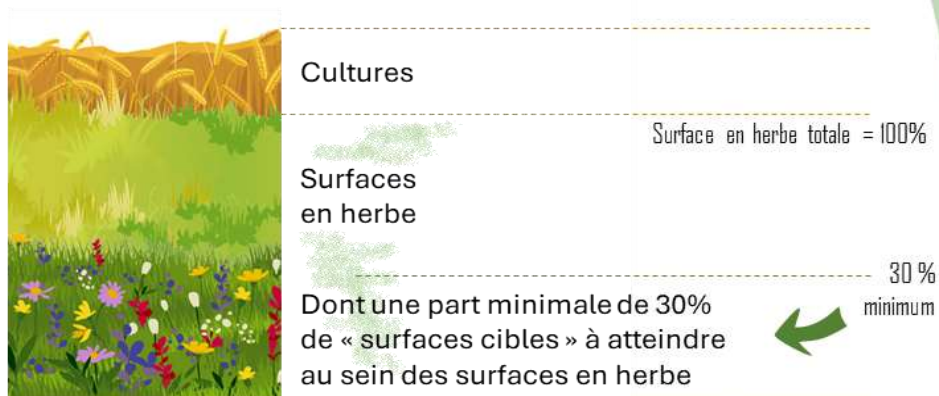 Cultures
Surface en herbe totale = 100%
Surfaces
en herbe
30 %
minimum
Dont une part minimale de 30%
de « surfaces cibles » à atteindre
au sein des surfaces en herbe